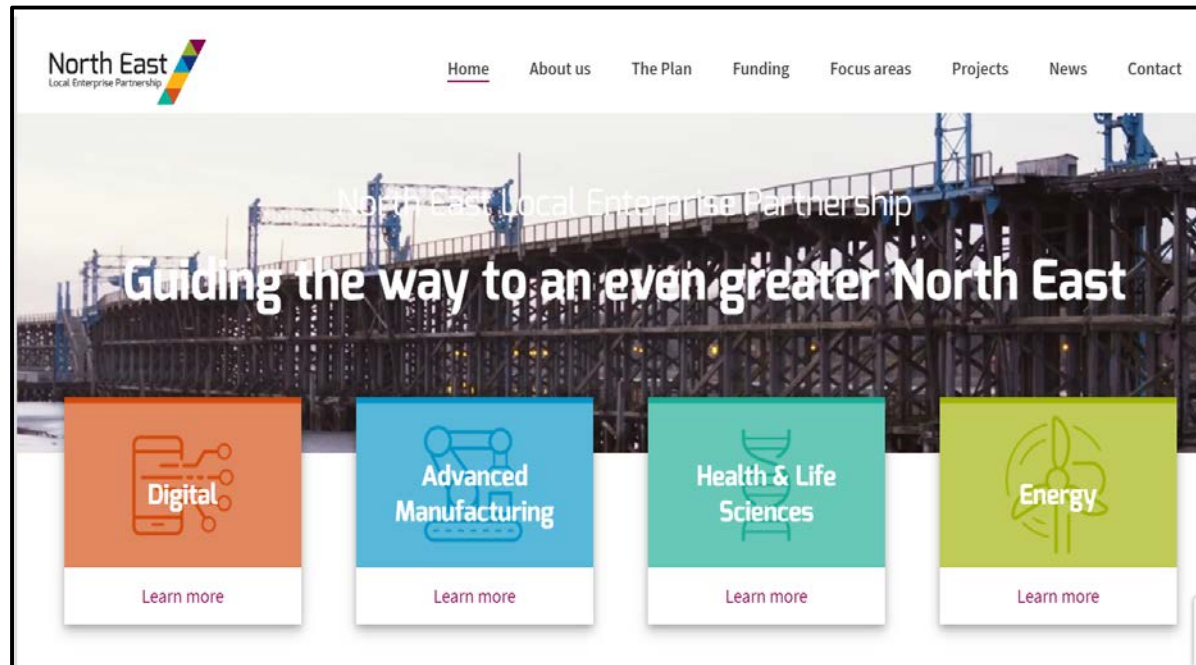 North East
Local Enterprise Partnership
Home About us The Plan Funding Focus areas Projects News Contact
North East Local Enterprise Partnership
Guiding the way to an even greater North East
Digital
Advanced
Manufacturing
Health & Life
Sciences
Energy
Learn more Learn more Learn more Learn more